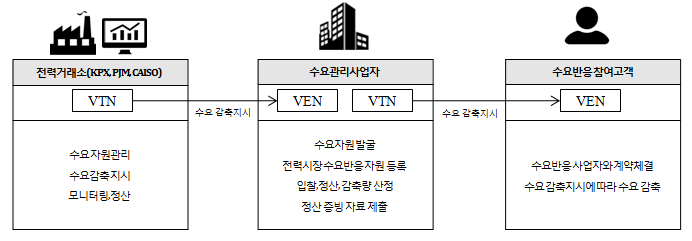 전력거래소(KPX, PJM, CAISO)
VTN
수요자원관리
수요감축지시
모니터링,정산
수요 감축지시
수요관리사업자
VEN
VTN
수요자원 발굴
전력시장 수요반응 자원 등록
입찰,정산, 감축량 산정
정산 증빙 자료 제출
수요 감축지시
수요반응 참여고객
VEN
수요반응 사업자와 계약체결
수요 감축지시에 따라 수요 감축